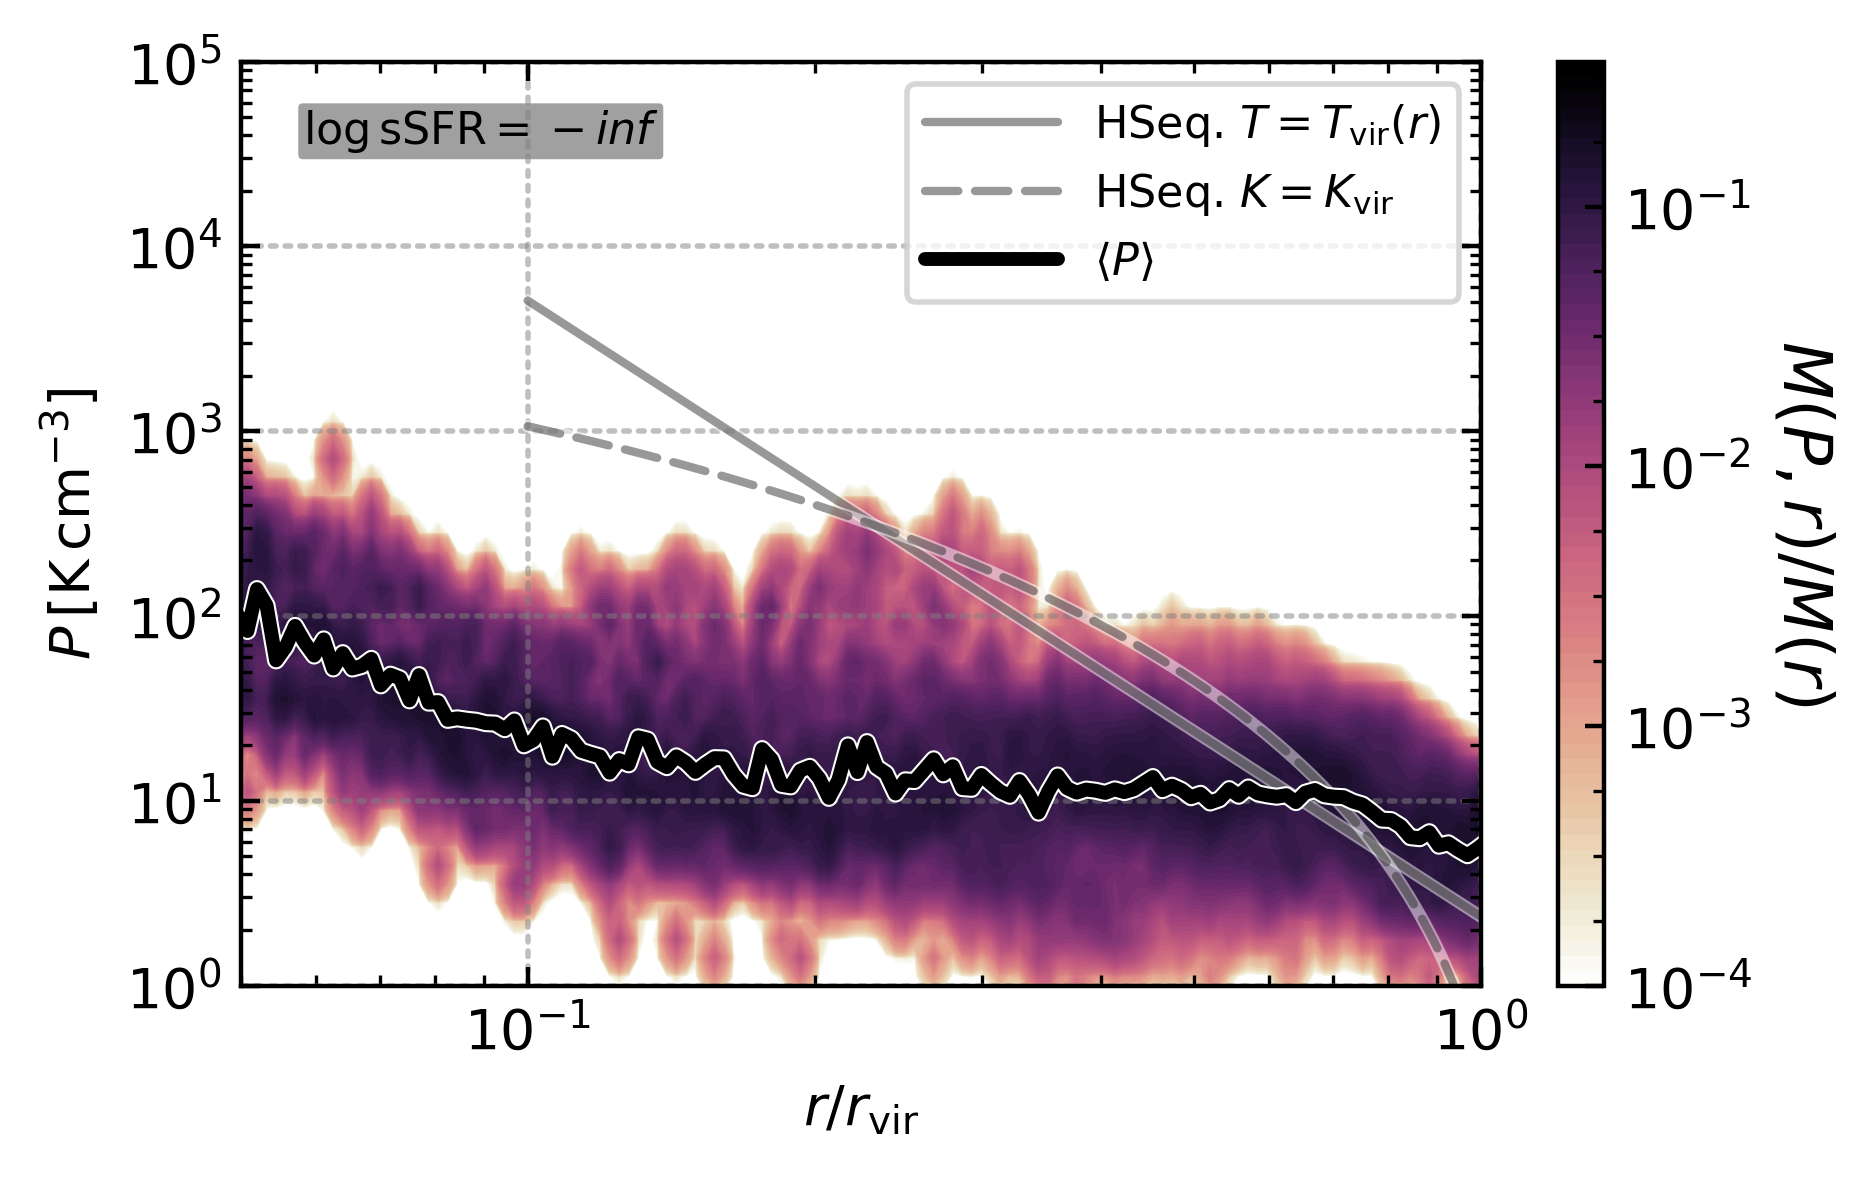 10^5
10^4
10^3
10^2
10^1
10^0
P [K cm^{-3}]
log sSFR = −inf
HSeq. T = T_vir(r)
HSeq. K = K_vir
⟨P⟩
10^{-1}
10^0
r/r_vir
10^{-1}
10^{-2}
10^{-3}
10^{-4}
M(P, r)/M(r)